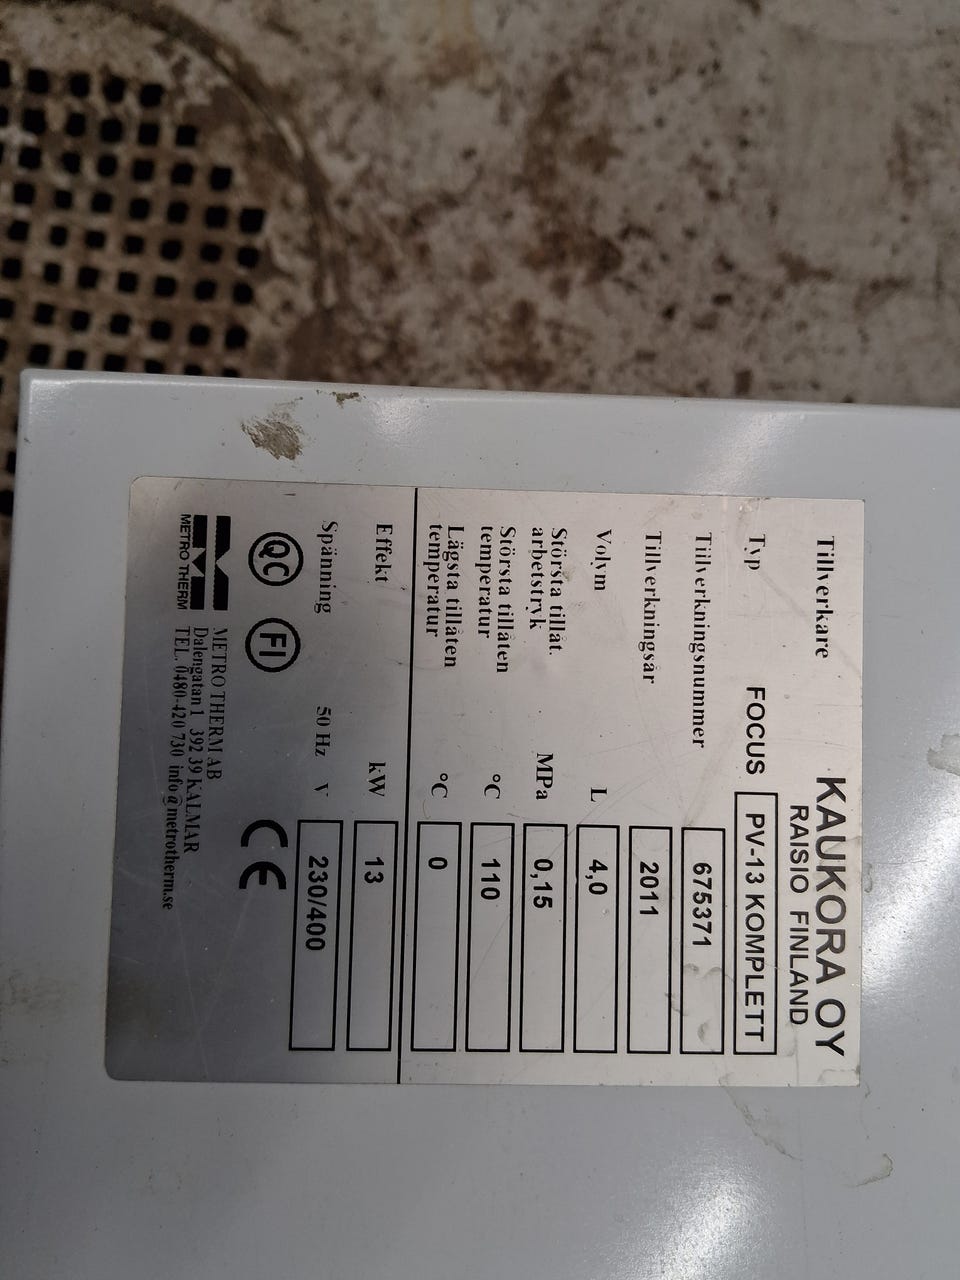 Tillverkare KAUKORA OY
RAISIO FINLAND
Typ FOCUS PV-13 KOMPLETT
Tillverkningsnummer 675371
Tillverkningsår 2011
Volym L 4,0
Största tillåt.
arbetstryk MPa 0,15
Största tillåten
temperatur °C 110
Lägsta tillåten
temperatur °C 0
Effekt kW 13
Spänning 50 Hz V 230/400
QC FI CE
METRO THERM
METRO THERM AB
Dalengatan 1 392 39 KALMAR
TEL. 0480-420 730 info@metrotherm.se